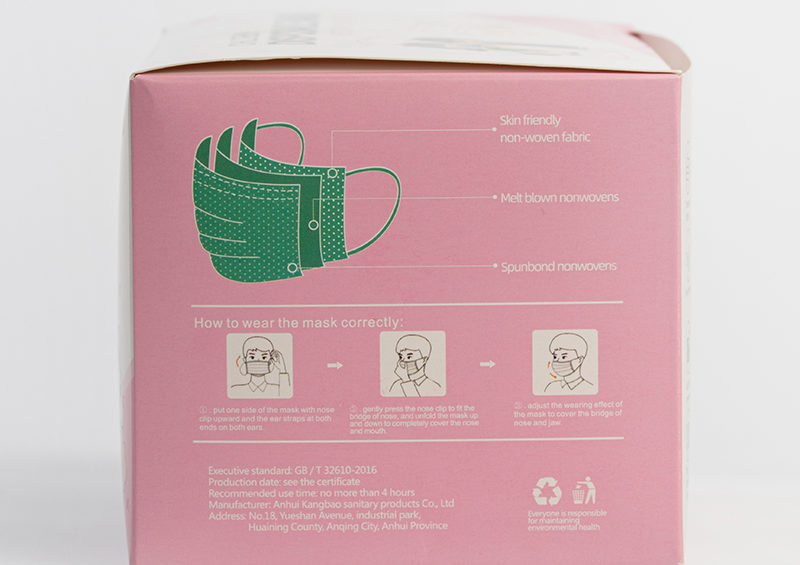 Skin friendly
non-woven fabric
Melt blown nonwovens
Spunbond nonwovens
How to wear the mask correctly:
①. put one side of the mask with nose
clip upward and the ear straps at both
ends on both ears.
②. gently press the nose clip to fit the
bridge of nose, and unfold the mask up
and down to completely cover the nose
and mouth.
③. adjust the wearing effect of
the mask to cover the bridge of
nose and jaw.
Executive standard: GB / T 32610-2016
Production date: see the certificate
Recommended use time: no more than 4 hours
Manufacturer: Anhui Kangbao sanitary products Co., Ltd
Address: No.18, Yueshan Avenue, industrial park,
Huaining County, Anqing City, Anhui Province
Everyone is responsible
for maintaining
environmental health